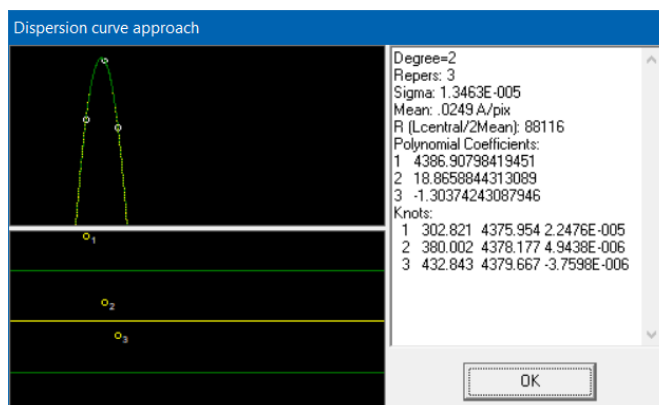 Dispersion curve approach
Degree=2
Repers: 3
Sigma: 1.3463E-005
Mean: .0249 A/pix
R (Lcentral/2Mean): 88116
Polynomial Coefficients:
1 4386.90798419451
2 18.8658844313089
3 -1.30374243087946
Knots:
1 302.821 4375.954 2.2476E-005
2 380.002 4378.177 4.9438E-006
3 432.843 4379.667 -3.7598E-006
1
2
3
OK